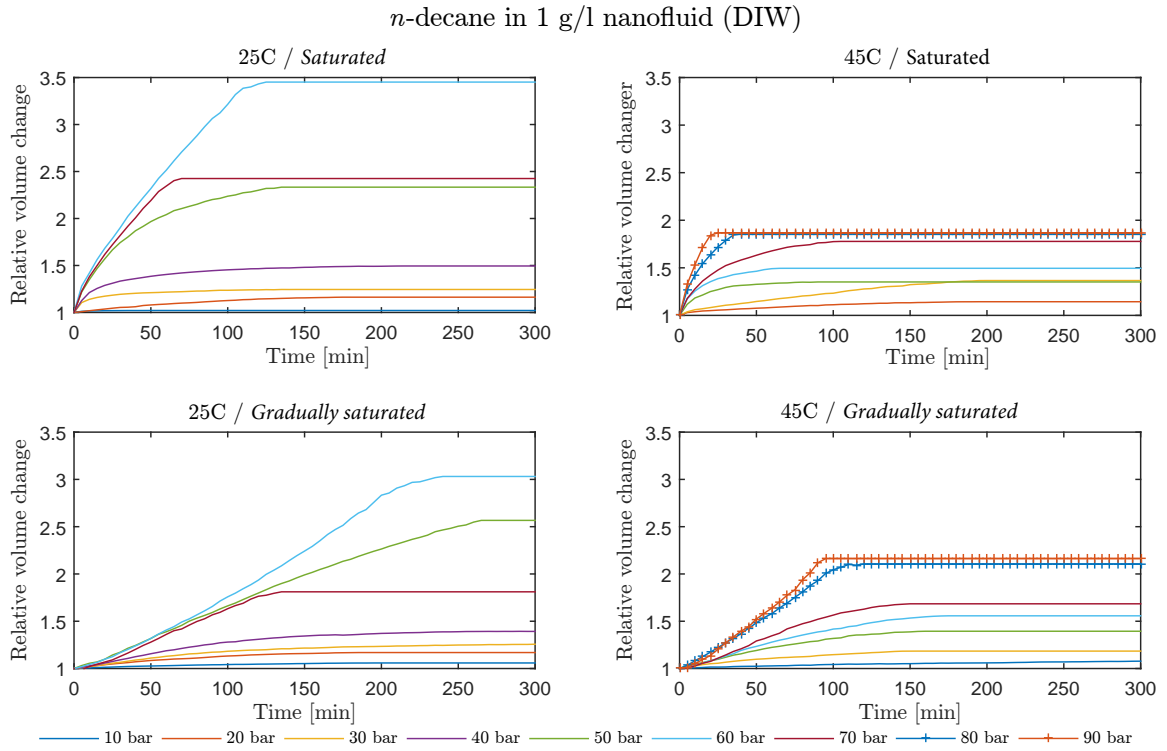 n-decane in 1 g/l nanofluid (DIW)
25C / Saturated
Relative volume change
3.5
3
2.5
2
1.5
1
0 50 100 150 200 250 300
Time [min]
45C / Saturated
Relative volume changer
3.5
3
2.5
2
1.5
1
0 50 100 150 200 250 300
Time [min]
25C / Gradually saturated
Relative volume change
3.5
3
2.5
2
1.5
1
0 50 100 150 200 250 300
Time [min]
45C / Gradually saturated
Relative volume change
3.5
3
2.5
2
1.5
1
0 50 100 150 200 250 300
Time [min]
10 bar 20 bar 30 bar 40 bar 50 bar 60 bar 70 bar 80 bar 90 bar